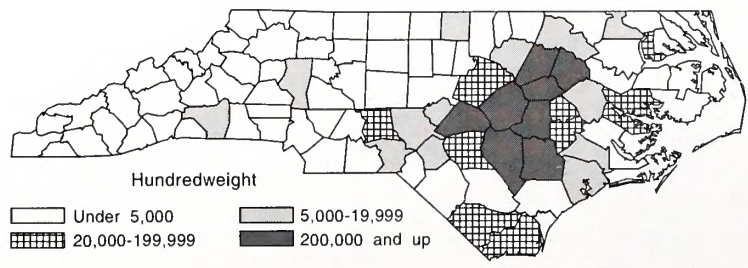 Hundredweight
Under 5,000
5,000-19,999
20,000-199,999
200,000 and up